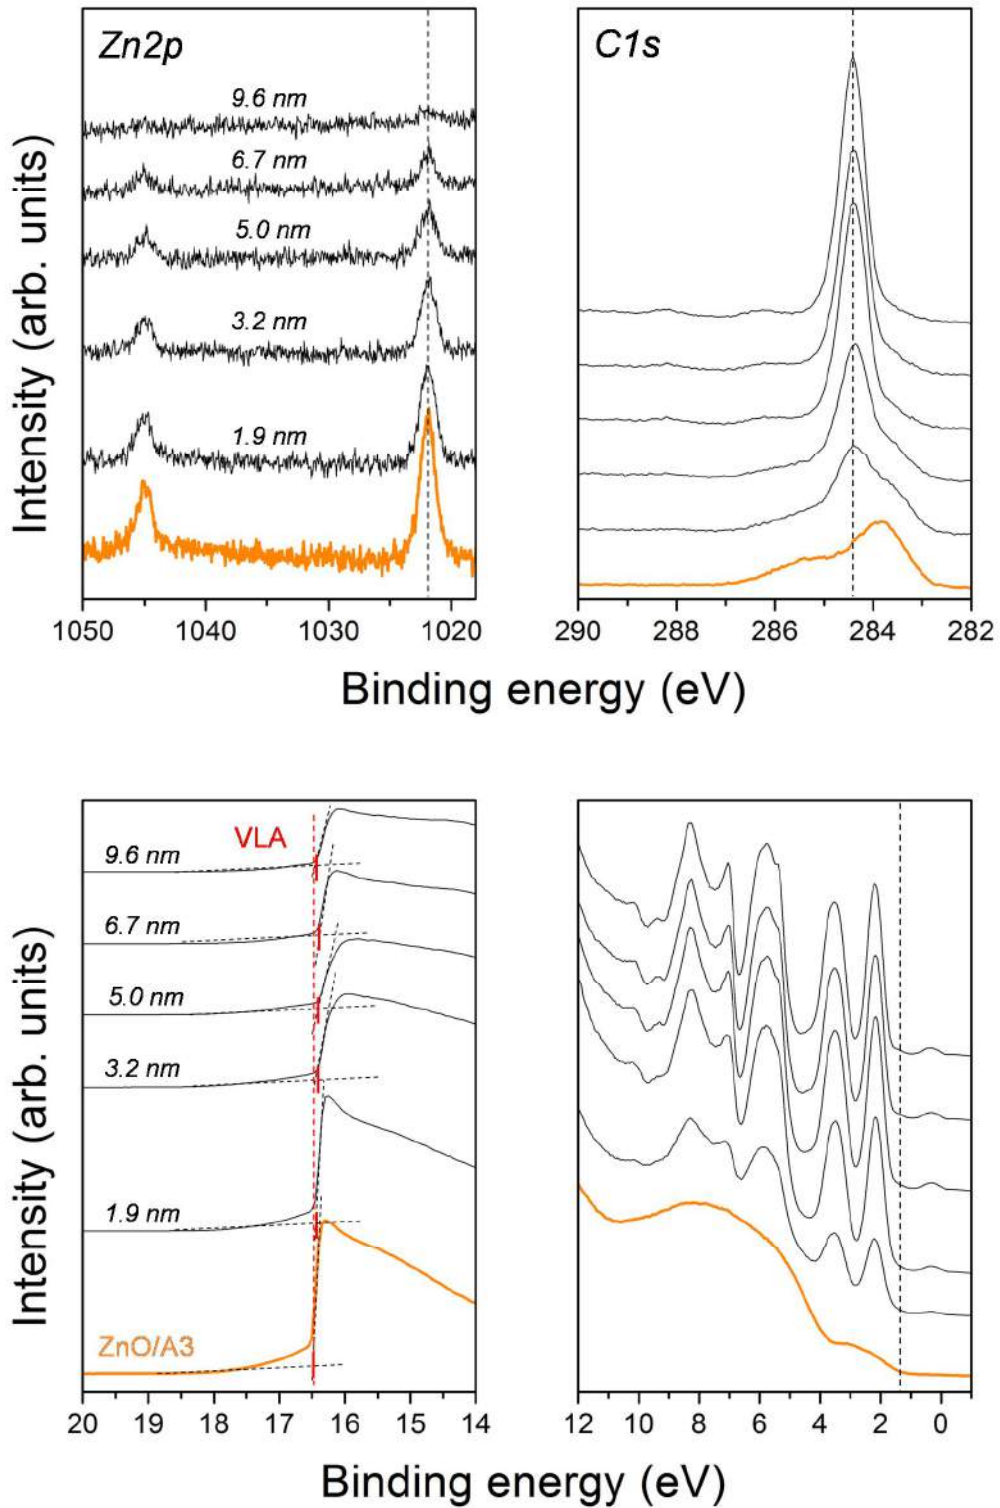 Zn2p
C1s
9.6 nm
6.7 nm
5.0 nm
3.2 nm
1.9 nm
Intensity (arb. units)
1050 1040 1030 1020
290 288 286 284 282
Binding energy (eV)
VLA
9.6 nm
6.7 nm
5.0 nm
3.2 nm
1.9 nm
ZnO/A3
Intensity (arb. units)
20 19 18 17 16 15 14
12 10 8 6 4 2 0
Binding energy (eV)